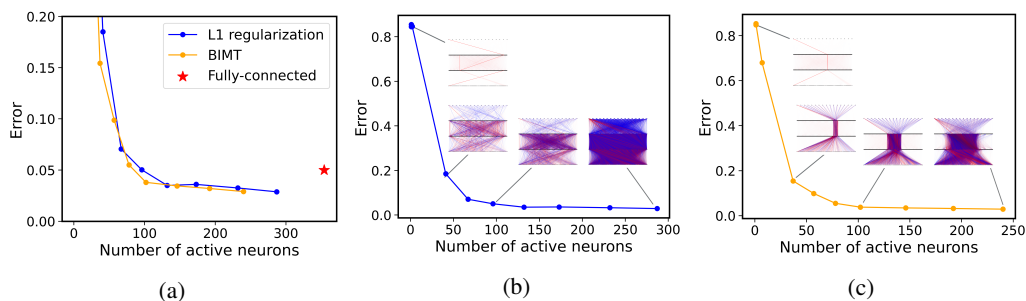 0.20
0.15
0.10
0.05
0.00
Error
0
100
200
300
Number of active neurons
L1 regularization
BIMT
Fully-connected
(a)
0.8
0.6
0.4
0.2
0.0
Error
0
50
100
150
200
250
300
Number of active neurons
(b)
0.8
0.6
0.4
0.2
0.0
Error
0
50
100
150
200
250
Number of active neurons
(c)